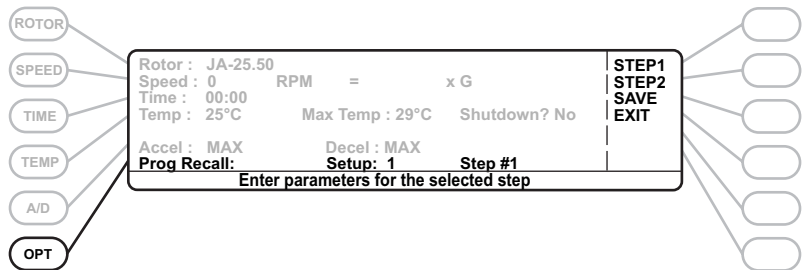 ROTOR
SPEED
TIME
TEMP
A/D
OPT
Rotor : JA-25.50
Speed : 0 RPM = x G
Time : 00:00
Temp : 25°C Max Temp : 29°C Shutdown? No
Accel : MAX Decel : MAX
Prog Recall: Setup: 1 Step #1
Enter parameters for the selected step
STEP1
STEP2
SAVE
EXIT